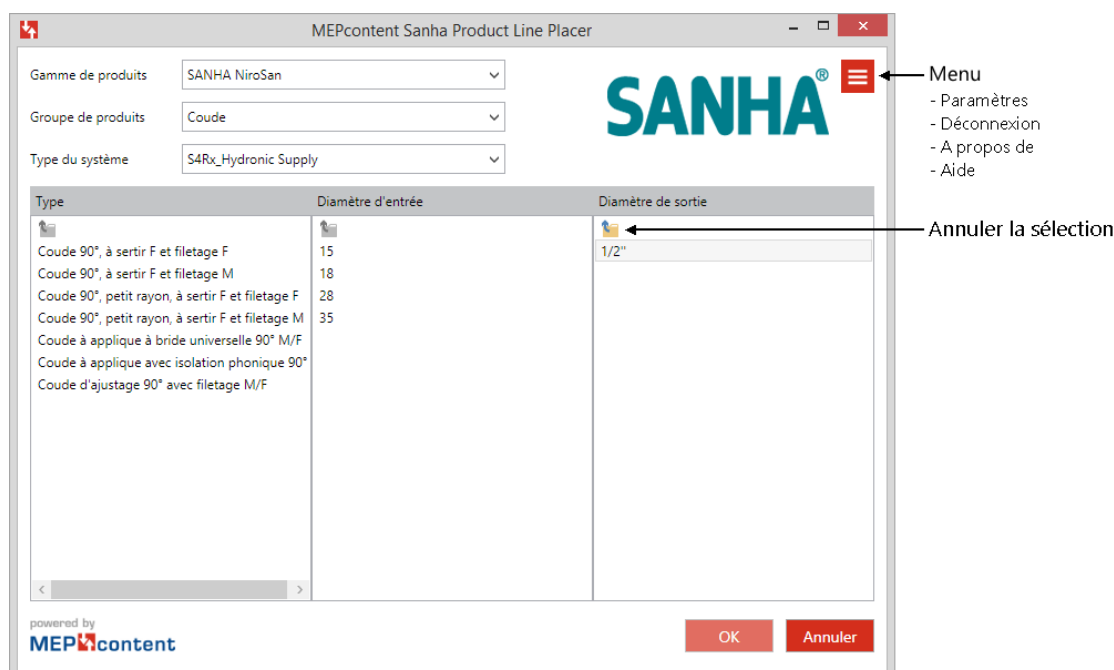 MEPcontent Sanha Product Line Placer
Gamme de produits
SANHA NiroSan
Groupe de produits
Coude
Type du système
S4Rx_Hydronic Supply
SANHA®
Menu
- Paramètres
- Déconnexion
- A propos de
- Aide
Type
Diamètre d'entrée
Diamètre de sortie
Annuler la sélection
Coude 90°, à sertir F et filetage F
Coude 90°, à sertir F et filetage M
Coude 90°, petit rayon, à sertir F et filetage F
Coude 90°, petit rayon, à sertir F et filetage M
Coude à applique à bride universelle 90° M/F
Coude à applique avec isolation phonique 90°
Coude d'ajustage 90° avec filetage M/F
15
18
28
35
1/2"
powered by
MEPcontent
OK
Annuler